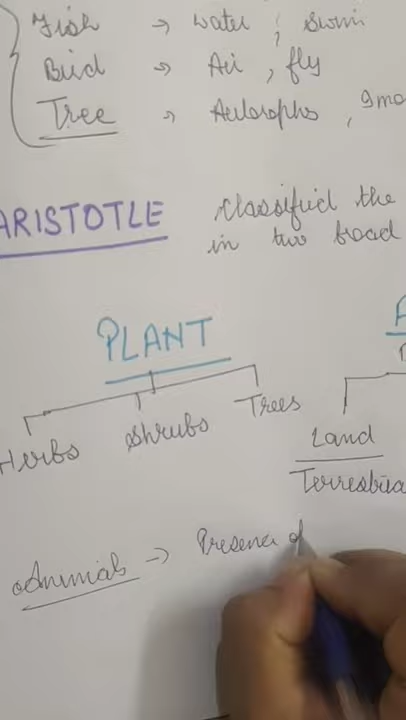 Fish → water, swim
Bird → Air, fly
Tree → Autotrophs, Immo
ARISTOTLE classified the
in two broad
PLANT
A
Herbs Shrubs Trees
Land
Terrestrial
Animals → Presence of